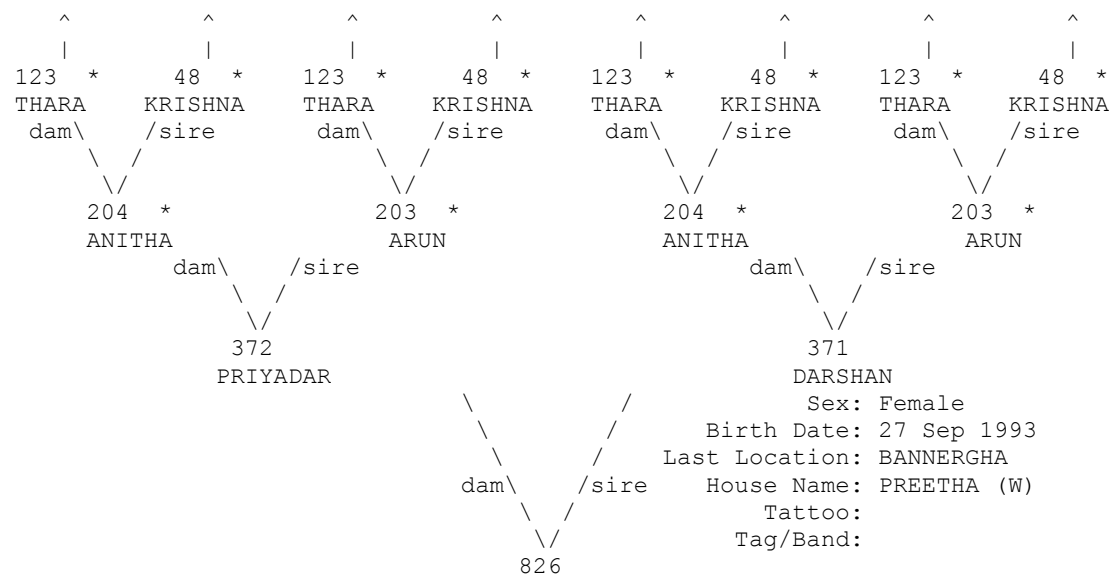 ^ ^ ^ ^ ^ ^ ^ ^
| | | | | | | |
123 * 48 * 123 * 48 * 123 * 48 * 123 * 48 *
THARA KRISHNA THARA KRISHNA THARA KRISHNA THARA KRISHNA
dam\ /sire dam\ /sire dam\ /sire dam\ /sire
\ / \ / \ / \ /
\/ \/ \/ \/
204 * 203 * 204 * 203 *
ANITHA ARUN ANITHA ARUN
dam\ /sire dam\ /sire
\ / \ /
\/ \/
372 371
PRIYADAR DARSHAN
\ / Sex: Female
\ / Birth Date: 27 Sep 1993
\ / Last Location: BANNERGHA
dam\ /sire House Name: PREETHA (W)
\ / Tattoo:
\/ Tag/Band:
826